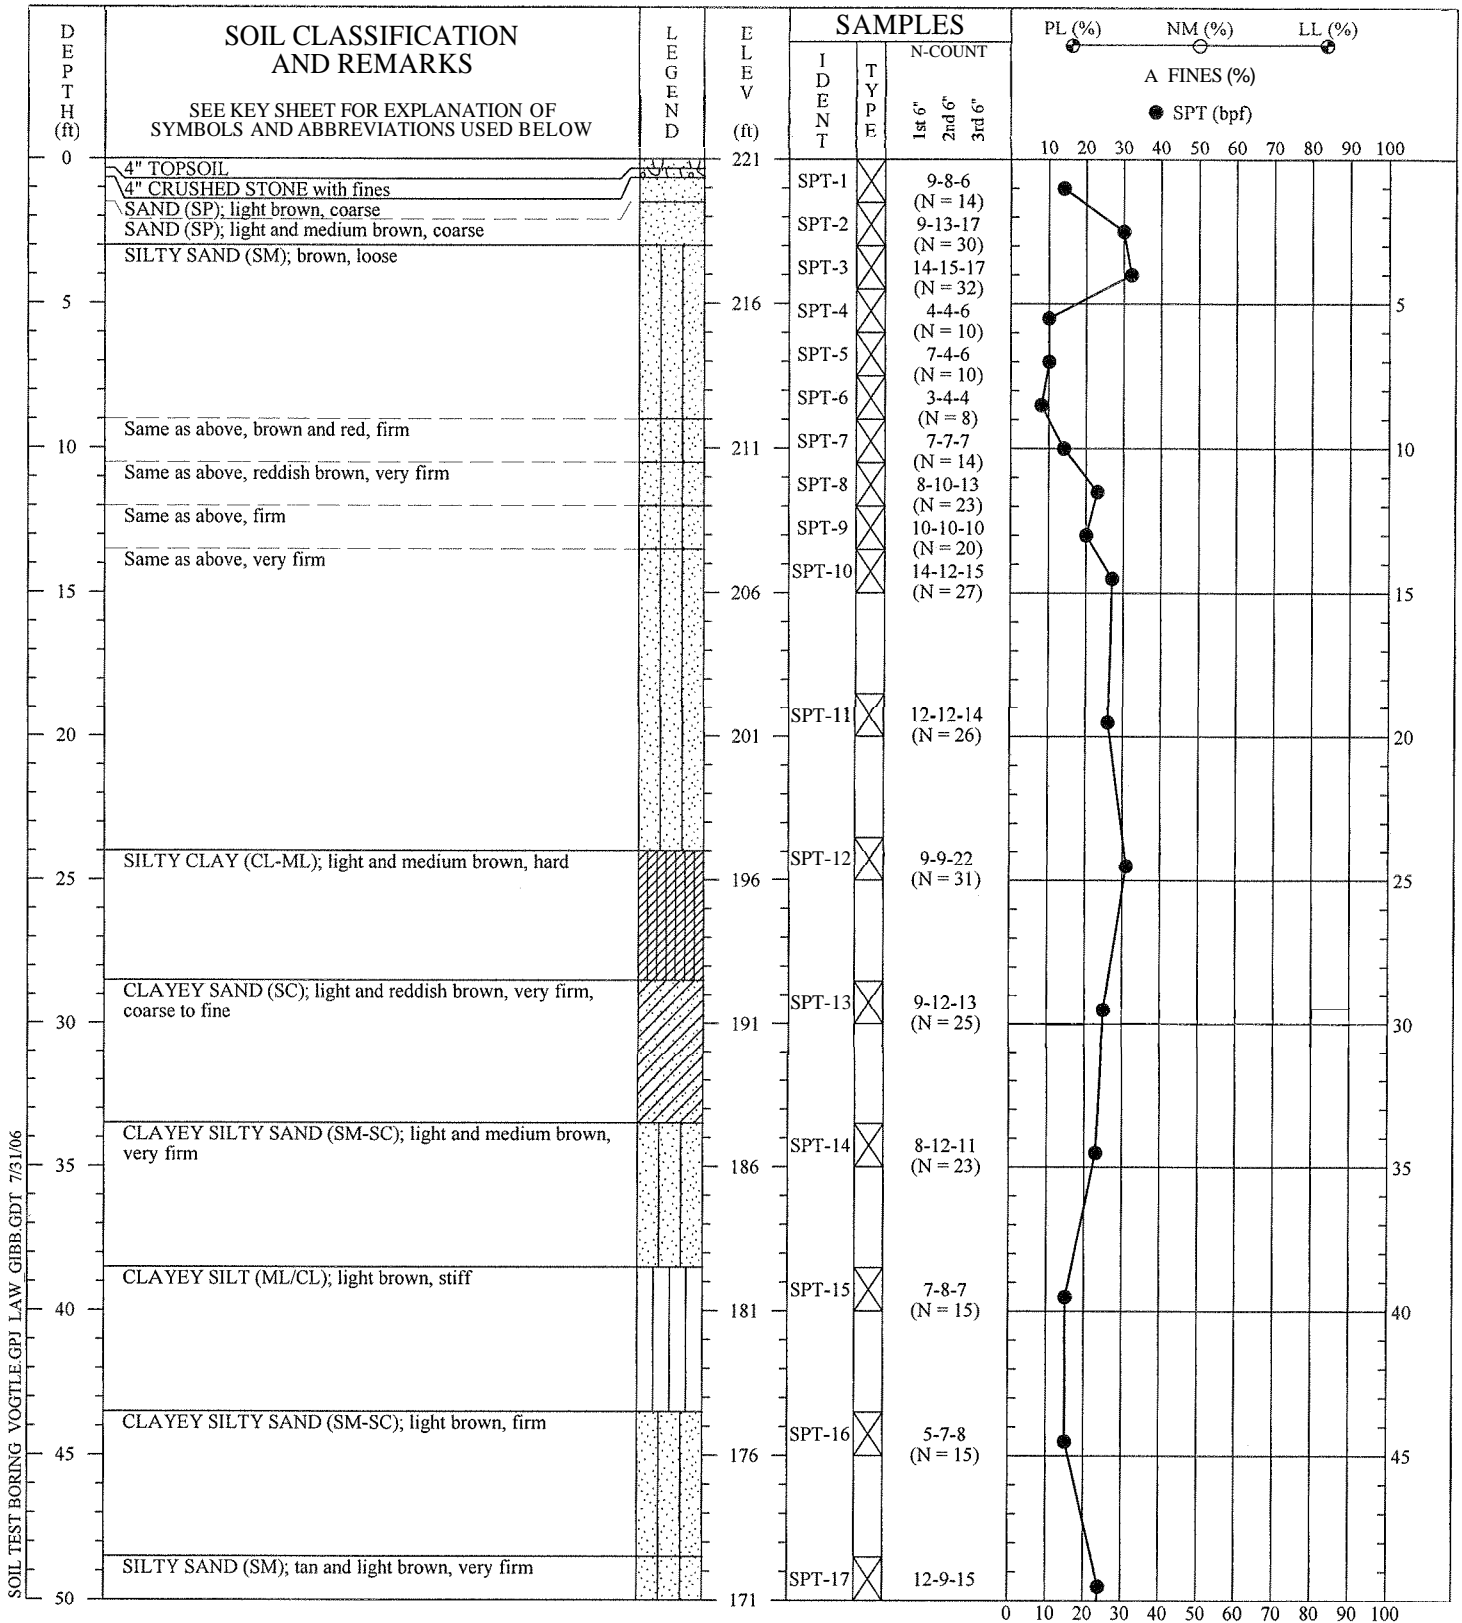 DEPTH (ft)
SOIL CLASSIFICATION
AND REMARKS
SEE KEY SHEET FOR EXPLANATION OF
SYMBOLS AND ABBREVIATIONS USED BELOW
LEGEND
ELEV (ft)
SAMPLES
IDENT
TYPE
N-COUNT
1st 6"
2nd 6"
3rd 6"
PL (%) NM (%) LL (%)
A FINES (%)
● SPT (bpf)
10 20 30 40 50 60 70 80 90 100
0 221
4" TOPSOIL
4" CRUSHED STONE with fines
SAND (SP); light brown, coarse
SAND (SP); light and medium brown, coarse
SILTY SAND (SM); brown, loose
SPT-1 9-8-6
(N = 14)
SPT-2 9-13-17
(N = 30)
SPT-3 14-15-17
(N = 32)
5 216 5
SPT-4 4-4-6
(N = 10)
SPT-5 7-4-6
(N = 10)
SPT-6 3-4-4
(N = 8)
Same as above, brown and red, firm
SPT-7 7-7-7
(N = 14)
10 211 10
Same as above, reddish brown, very firm
SPT-8 8-10-13
(N = 23)
Same as above, firm
SPT-9 10-10-10
(N = 20)
Same as above, very firm
SPT-10 14-12-15
(N = 27)
15 206 15
SPT-11 12-12-14
(N = 26)
20 201 20
SILTY CLAY (CL-ML); light and medium brown, hard
SPT-12 9-9-22
(N = 31)
25 196 25
CLAYEY SAND (SC); light and reddish brown, very firm,
coarse to fine
SPT-13 9-12-13
(N = 25)
30 191 30
CLAYEY SILTY SAND (SM-SC); light and medium brown,
very firm
SPT-14 8-12-11
(N = 23)
35 186 35
CLAYEY SILT (ML/CL); light brown, stiff
SPT-15 7-8-7
(N = 15)
40 181 40
CLAYEY SILTY SAND (SM-SC); light brown, firm
SPT-16 5-7-8
(N = 15)
45 176 45
SILTY SAND (SM); tan and light brown, very firm
SPT-17 12-9-15
50 171
0 10 20 30 40 50 60 70 80 90 100
SOIL TEST BORING VOGTLE.GPJ LAW_GIBB.GDT 7/31/06